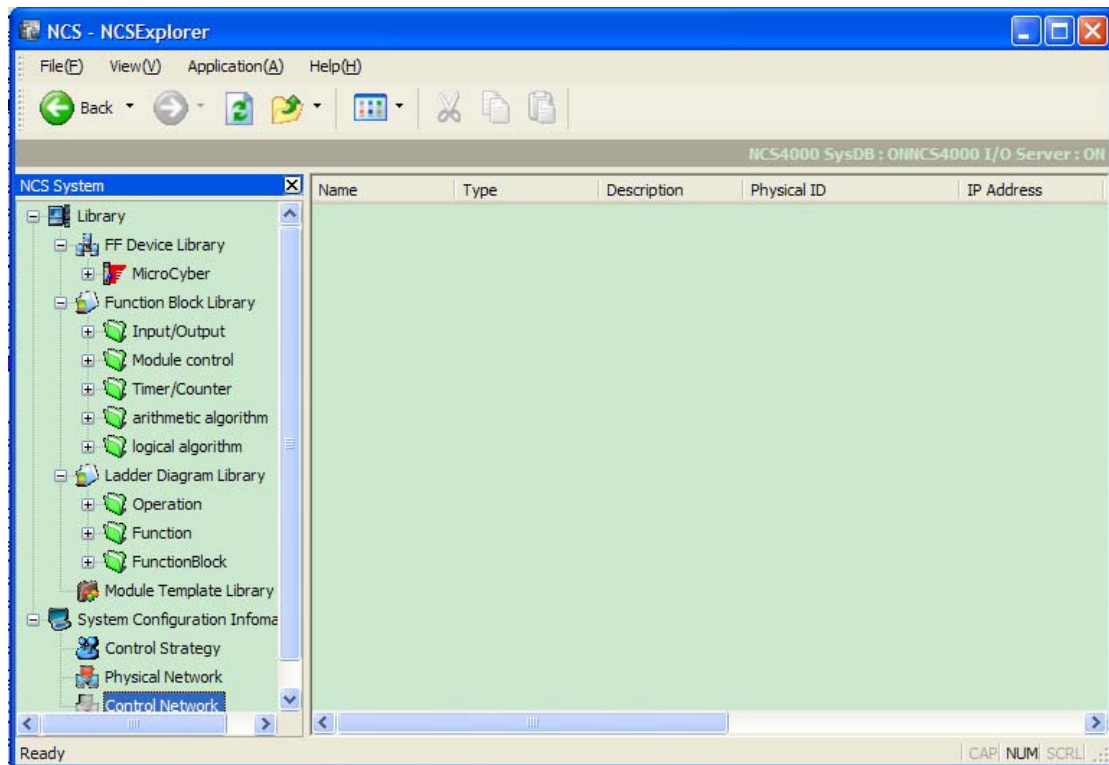 NCS - NCSExplorer
File(F) View(V) Application(A) Help(H)
Back
NCS4000 SysDB : ONNCS4000 I/O Server : ON
NCS System
Name Type Description Physical ID IP Address
Library
FF Device Library
MicroCyber
Function Block Library
Input/Output
Module control
Timer/Counter
arithmetic algorithm
logical algorithm
Ladder Diagram Library
Operation
Function
FunctionBlock
Module Template Library
System Configuration Infoma
Control Strategy
Physical Network
Control Network
Ready
CAP NUM SCRL